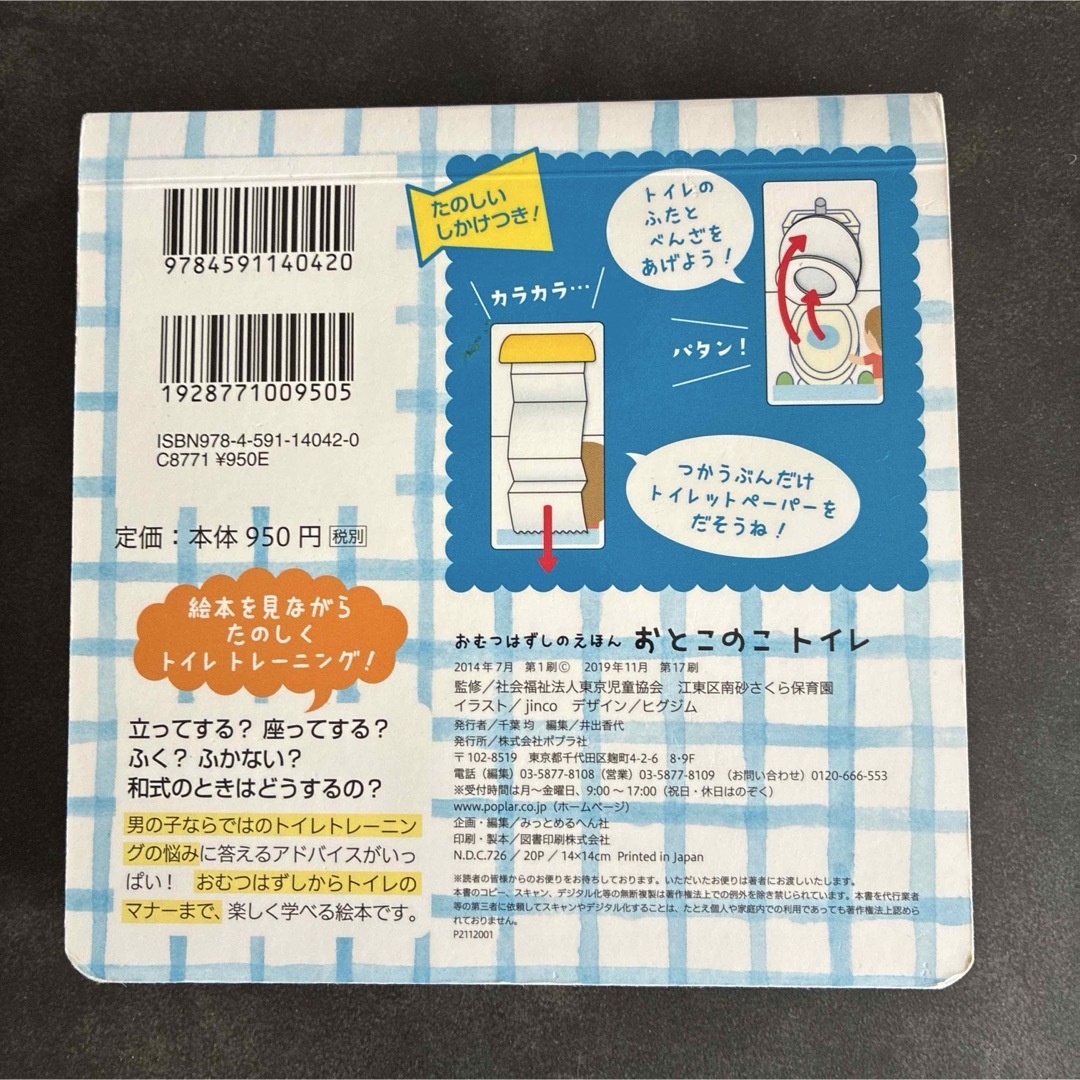 9784591140420
1928771009505
ISBN978-4-591-14042-0
C8771 ¥950E
定価：本体 950 円 税別
絵本を見ながら
たのしく
トイレトレーニング！
立ってする？ 座ってする？
ふく？ ふかない？
和式のときはどうするの？
男の子ならではのトイレトレーニン
グの悩みに答えるアドバイスがいっ
ぱい！ おむつはずしからトイレの
マナーまで、楽しく学べる絵本です。
たのしい
しかけつき！
トイレの
ふたと
べんざを
あげよう！
カラカラ…
パタン！
つかうぶんだけ
トイレットペーパーを
だそうね！
おむつはずしのえほん おとこのこ トイレ
2014年7月 第1刷© 2019年11月 第17刷
監修／社会福祉法人東京児童協会 江東区南砂さくら保育園
イラスト／jinco デザイン／ヒグジム
発行者／千葉 均 編集／井出香代
発行所／株式会社ポプラ社
〒102-8519 東京都千代田区麹町4-2-6 8・9F
電話（編集）03-5877-8108（営業）03-5877-8109 （お問い合わせ）0120-666-553
※受付時間は月～金曜日、9:00～17:00（祝日・休日はのぞく）
www.poplar.co.jp（ホームページ）
企画・編集／みっとめるへん社
印刷・製本／図書印刷株式会社
N.D.C.726／20P／14×14cm Printed in Japan
※読者の皆様からのお便りをお待ちしております。いただいたお便りは著者にお渡しいたします。
本書のコピー、スキャン、デジタル化等の無断複製は著作権法上での例外を除き禁じられています。本書を代行業者
等の第三者に依頼してスキャンやデジタル化することは、たとえ個人や家庭内での利用であっても著作権法上認めら
れておりません。
P2112001